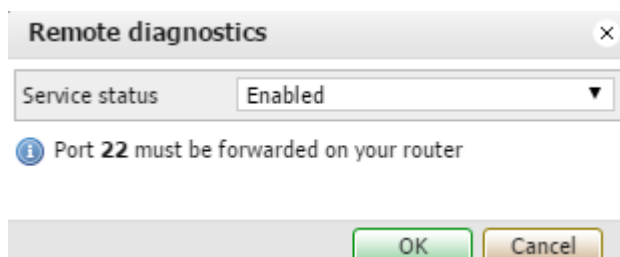 Remote diagnostics
Service status Enabled
Port 22 must be forwarded on your router
OK Cancel